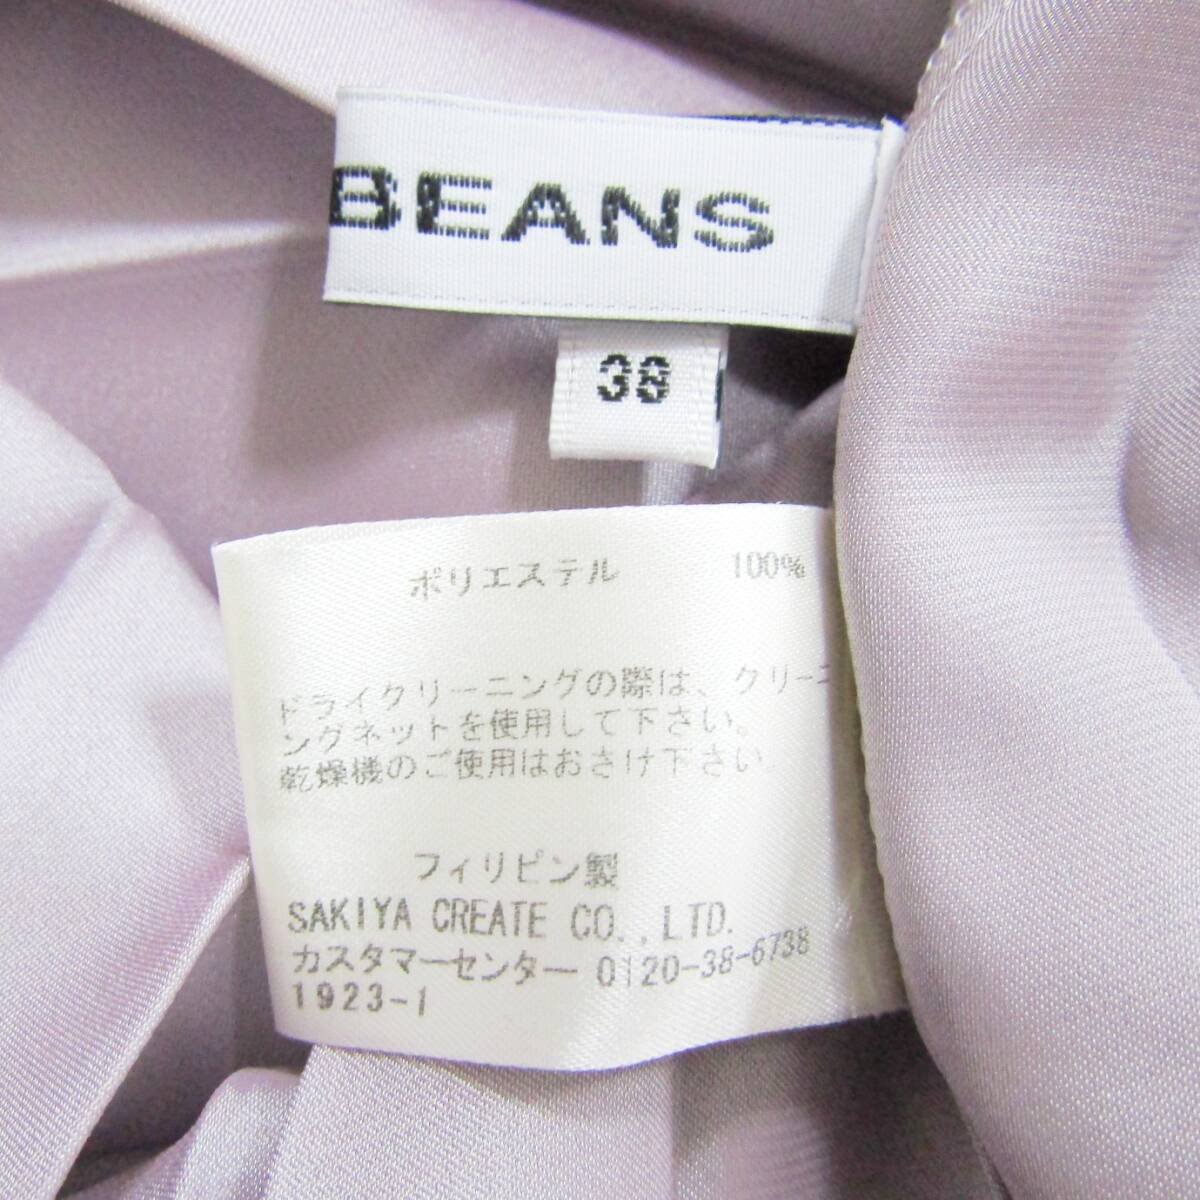 BEANS
38
ポリエステル 100%
ドライクリーニングの際は、クリーニ
ングネットを使用して下さい。
乾燥機のご使用はおさけ下さい。
フィリピン製
SAKIYA CREATE CO.,LTD.
カスタマーセンター 0120-38-6738
1923-1